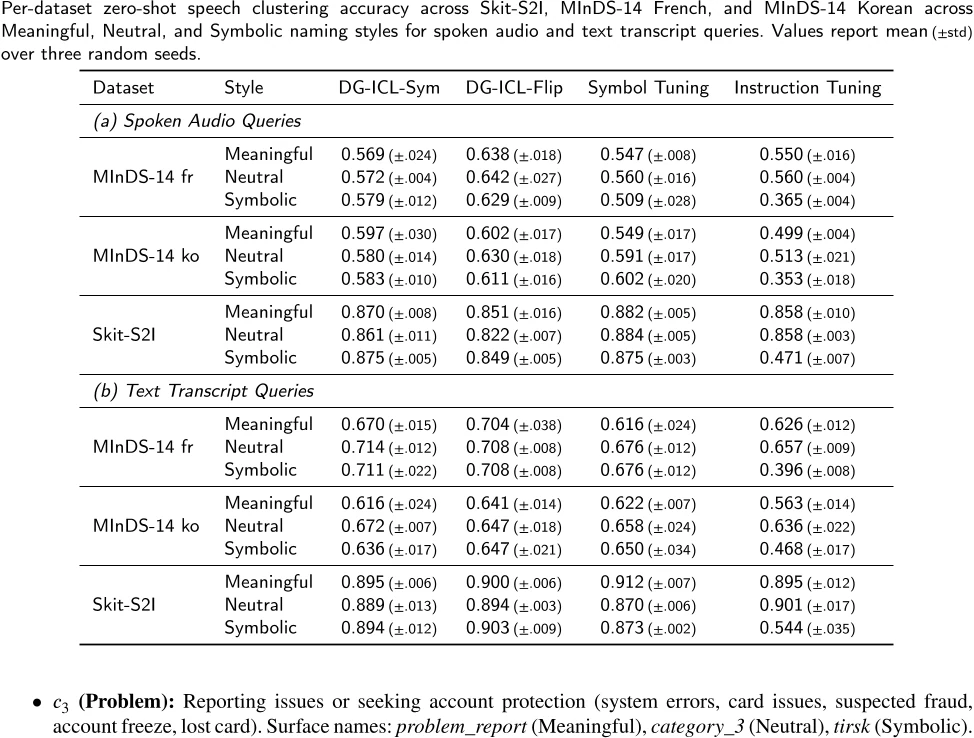 Per-dataset zero-shot speech clustering accuracy across Skit-S2I, MInDS-14 French, and MInDS-14 Korean across
Meaningful, Neutral, and Symbolic naming styles for spoken audio and text transcript queries. Values report mean (±std)
over three random seeds.
Dataset Style DG-ICL-Sym DG-ICL-Flip Symbol Tuning Instruction Tuning
(a) Spoken Audio Queries
Meaningful 0.569 (±.024) 0.638 (±.018) 0.547 (±.008) 0.550 (±.016)
MInDS-14 fr Neutral 0.572 (±.004) 0.642 (±.027) 0.560 (±.016) 0.560 (±.004)
Symbolic 0.579 (±.012) 0.629 (±.009) 0.509 (±.028) 0.365 (±.004)
Meaningful 0.597 (±.030) 0.602 (±.017) 0.549 (±.017) 0.499 (±.004)
MInDS-14 ko Neutral 0.580 (±.014) 0.630 (±.018) 0.591 (±.017) 0.513 (±.021)
Symbolic 0.583 (±.010) 0.611 (±.016) 0.602 (±.020) 0.353 (±.018)
Meaningful 0.870 (±.008) 0.851 (±.016) 0.882 (±.005) 0.858 (±.010)
Skit-S2I Neutral 0.861 (±.011) 0.822 (±.007) 0.884 (±.005) 0.858 (±.003)
Symbolic 0.875 (±.005) 0.849 (±.005) 0.875 (±.003) 0.471 (±.007)
(b) Text Transcript Queries
Meaningful 0.670 (±.015) 0.704 (±.038) 0.616 (±.024) 0.626 (±.012)
MInDS-14 fr Neutral 0.714 (±.012) 0.708 (±.008) 0.676 (±.012) 0.657 (±.009)
Symbolic 0.711 (±.022) 0.708 (±.008) 0.676 (±.012) 0.396 (±.008)
Meaningful 0.616 (±.024) 0.641 (±.014) 0.622 (±.007) 0.563 (±.014)
MInDS-14 ko Neutral 0.672 (±.007) 0.647 (±.018) 0.658 (±.024) 0.636 (±.022)
Symbolic 0.636 (±.017) 0.647 (±.021) 0.650 (±.034) 0.468 (±.017)
Meaningful 0.895 (±.006) 0.900 (±.006) 0.912 (±.007) 0.895 (±.012)
Skit-S2I Neutral 0.889 (±.013) 0.894 (±.003) 0.870 (±.006) 0.901 (±.017)
Symbolic 0.894 (±.012) 0.903 (±.009) 0.873 (±.002) 0.544 (±.035)
• c₃ (Problem): Reporting issues or seeking account protection (system errors, card issues, suspected fraud,
account freeze, lost card). Surface names: problem_report (Meaningful), category_3 (Neutral), tirsk (Symbolic).